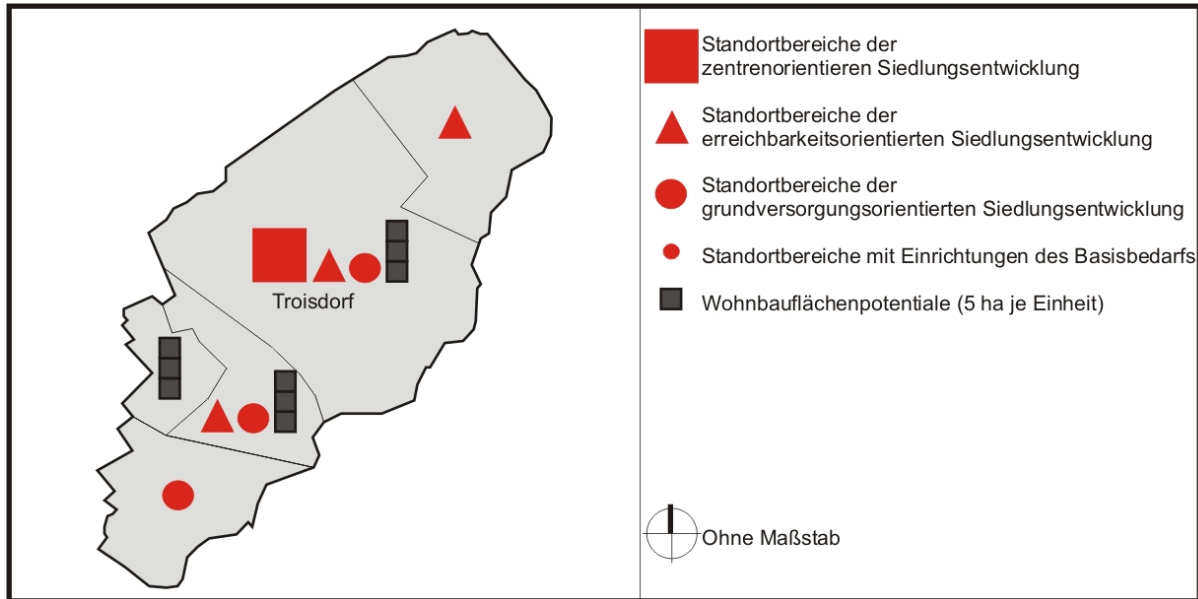 Troisdorf
Standortbereiche der
zentrenorientieren Siedlungsentwicklung
Standortbereiche der
erreichbarkeitsorientierten Siedlungsentwicklung
Standortbereiche der
grundversorgungsorientierten Siedlungsentwicklung
Standortbereiche mit Einrichtungen des Basisbedarfs
Wohnbauflächenpotentiale (5 ha je Einheit)
Ohne Maßstab